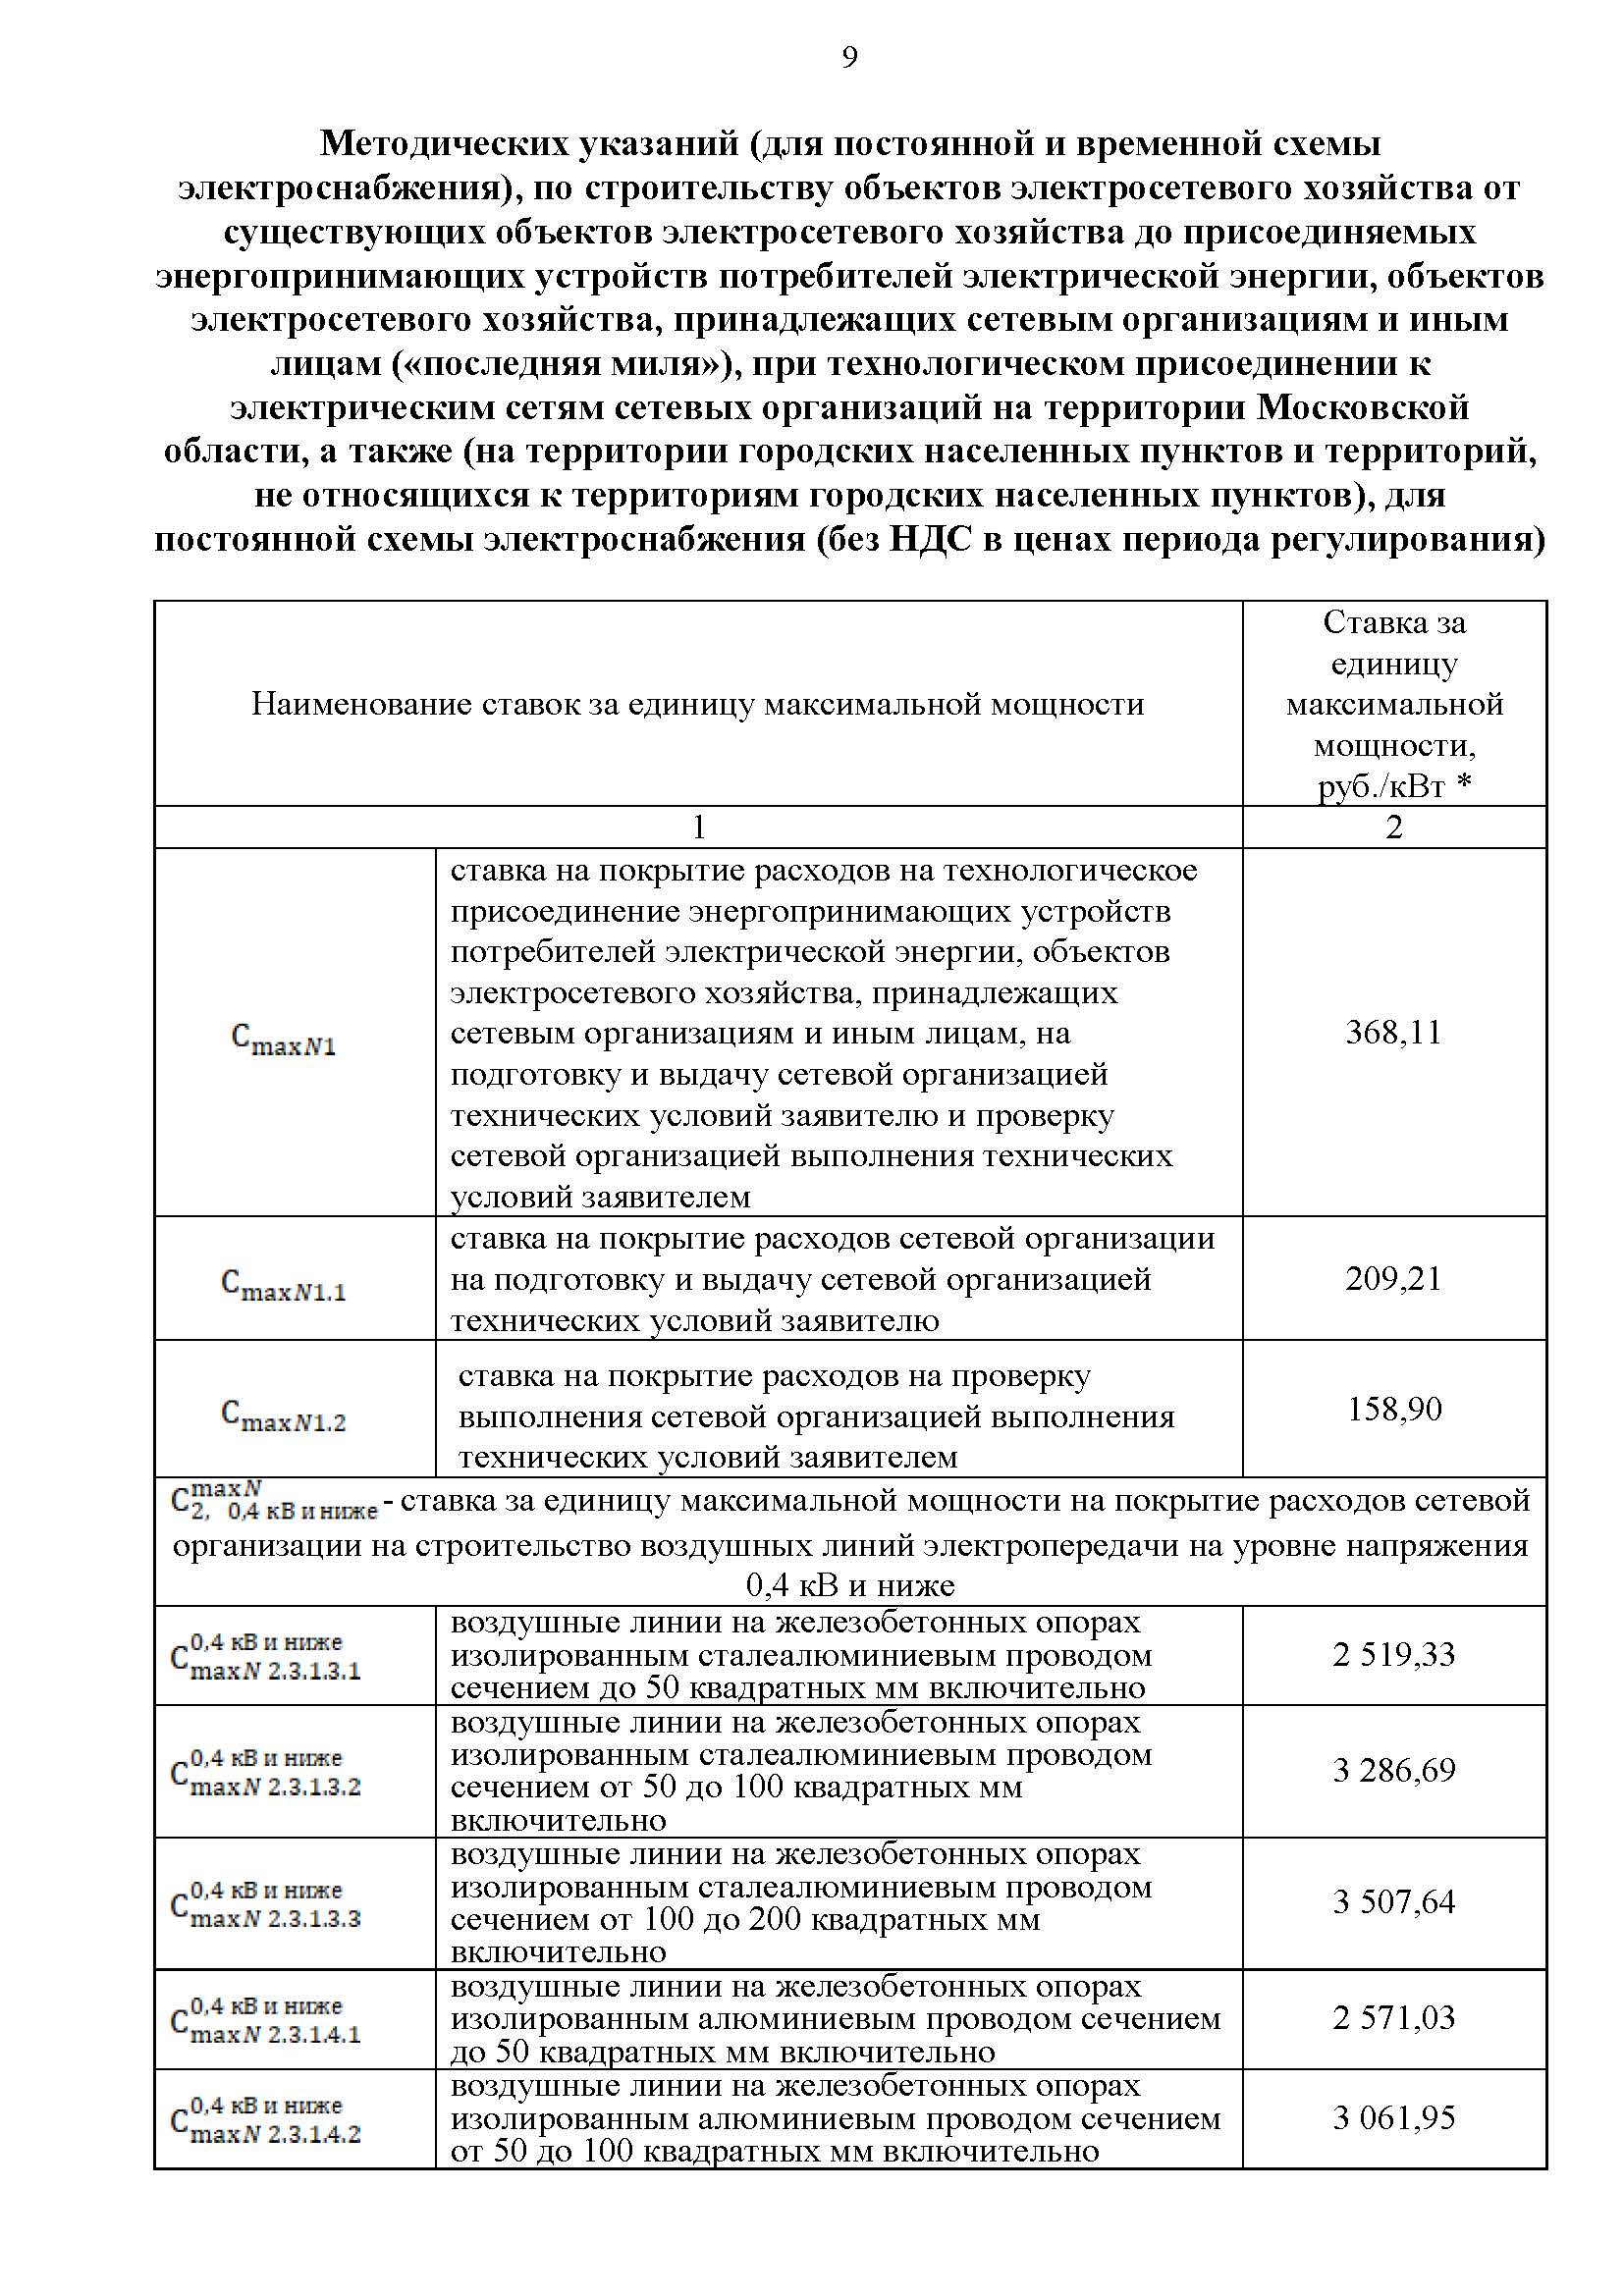 9
Методических указаний (для постоянной и временной схемы
электроснабжения), по строительству объектов электросетевого хозяйства от
существующих объектов электросетевого хозяйства до присоединяемых
энергопринимающих устройств потребителей электрической энергии, объектов
электросетевого хозяйства, принадлежащих сетевым организациям и иным
лицам («последняя миля»), при технологическом присоединении к
электрическим сетям сетевых организаций на территории Московской
области, а также (на территории городских населенных пунктов и территорий,
не относящихся к территориям городских населенных пунктов), для
постоянной схемы электроснабжения (без НДС в ценах периода регулирования)
Наименование ставок за единицу максимальной мощности
Ставка за
единицу
максимальной
мощности,
руб./кВт *
1
2
C maxN1
ставка на покрытие расходов на технологическое
присоединение энергопринимающих устройств
потребителей электрической энергии, объектов
электросетевого хозяйства, принадлежащих
сетевым организациям и иным лицам, на
подготовку и выдачу сетевой организацией
технических условий заявителю и проверку
сетевой организацией выполнения технических
условий заявителем
368,11
C maxN1.1
ставка на покрытие расходов сетевой организации
на подготовку и выдачу сетевой организацией
технических условий заявителю
209,21
C maxN1.2
ставка на покрытие расходов на проверку
выполнения сетевой организацией выполнения
технических условий заявителем
158,90
C maxN 2, 0,4 кВ и ниже - ставка за единицу максимальной мощности на покрытие расходов сетевой
организации на строительство воздушных линий электропередачи на уровне напряжения
0,4 кВ и ниже
C 0,4 кВ и ниже maxN 2.3.1.3.1
воздушные линии на железобетонных опорах
изолированным сталеалюминиевым проводом
сечением до 50 квадратных мм включительно
2 519,33
C 0,4 кВ и ниже maxN 2.3.1.3.2
воздушные линии на железобетонных опорах
изолированным сталеалюминиевым проводом
сечением от 50 до 100 квадратных мм
включительно
3 286,69
C 0,4 кВ и ниже maxN 2.3.1.3.3
воздушные линии на железобетонных опорах
изолированным сталеалюминиевым проводом
сечением от 100 до 200 квадратных мм
включительно
3 507,64
C 0,4 кВ и ниже maxN 2.3.1.4.1
воздушные линии на железобетонных опорах
изолированным алюминиевым проводом сечением
до 50 квадратных мм включительно
2 571,03
C 0,4 кВ и ниже maxN 2.3.1.4.2
воздушные линии на железобетонных опорах
изолированным алюминиевым проводом сечением
от 50 до 100 квадратных мм включительно
3 061,95